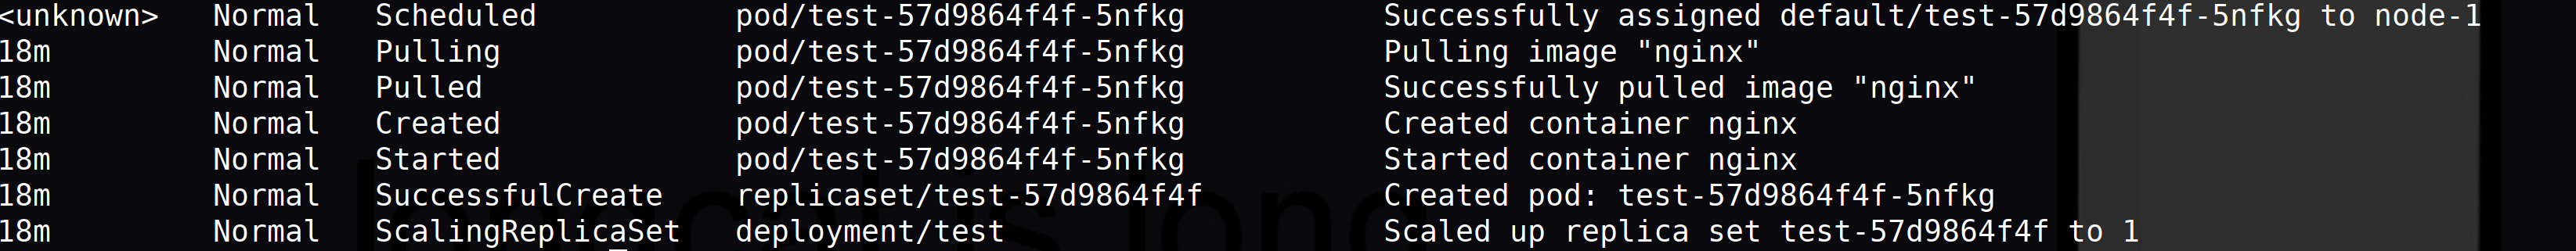 <unknown> Normal Scheduled pod/test-57d9864f4f-5nfkg Successfully assigned default/test-57d9864f4f-5nfkg to node-1
18m Normal Pulling pod/test-57d9864f4f-5nfkg Pulling image "nginx"
18m Normal Pulled pod/test-57d9864f4f-5nfkg Successfully pulled image "nginx"
18m Normal Created pod/test-57d9864f4f-5nfkg Created container nginx
18m Normal Started pod/test-57d9864f4f-5nfkg Started container nginx
18m Normal SuccessfulCreate replicaset/test-57d9864f4f Created pod: test-57d9864f4f-5nfkg
18m Normal ScalingReplicaSet deployment/test Scaled up replica set test-57d9864f4f to 1